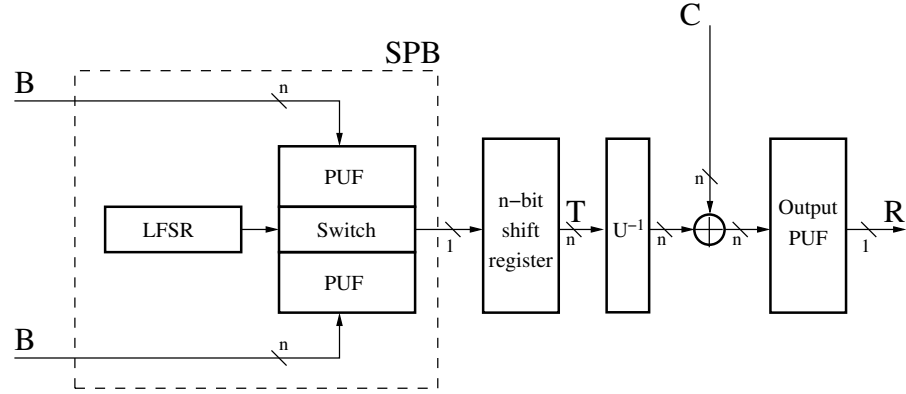 C
SPB
B
n
PUF
LFSR
Switch
PUF
1
n-bit
shift
register
T
n
U⁻¹
n
n
n
Output
PUF
1
R
B
n